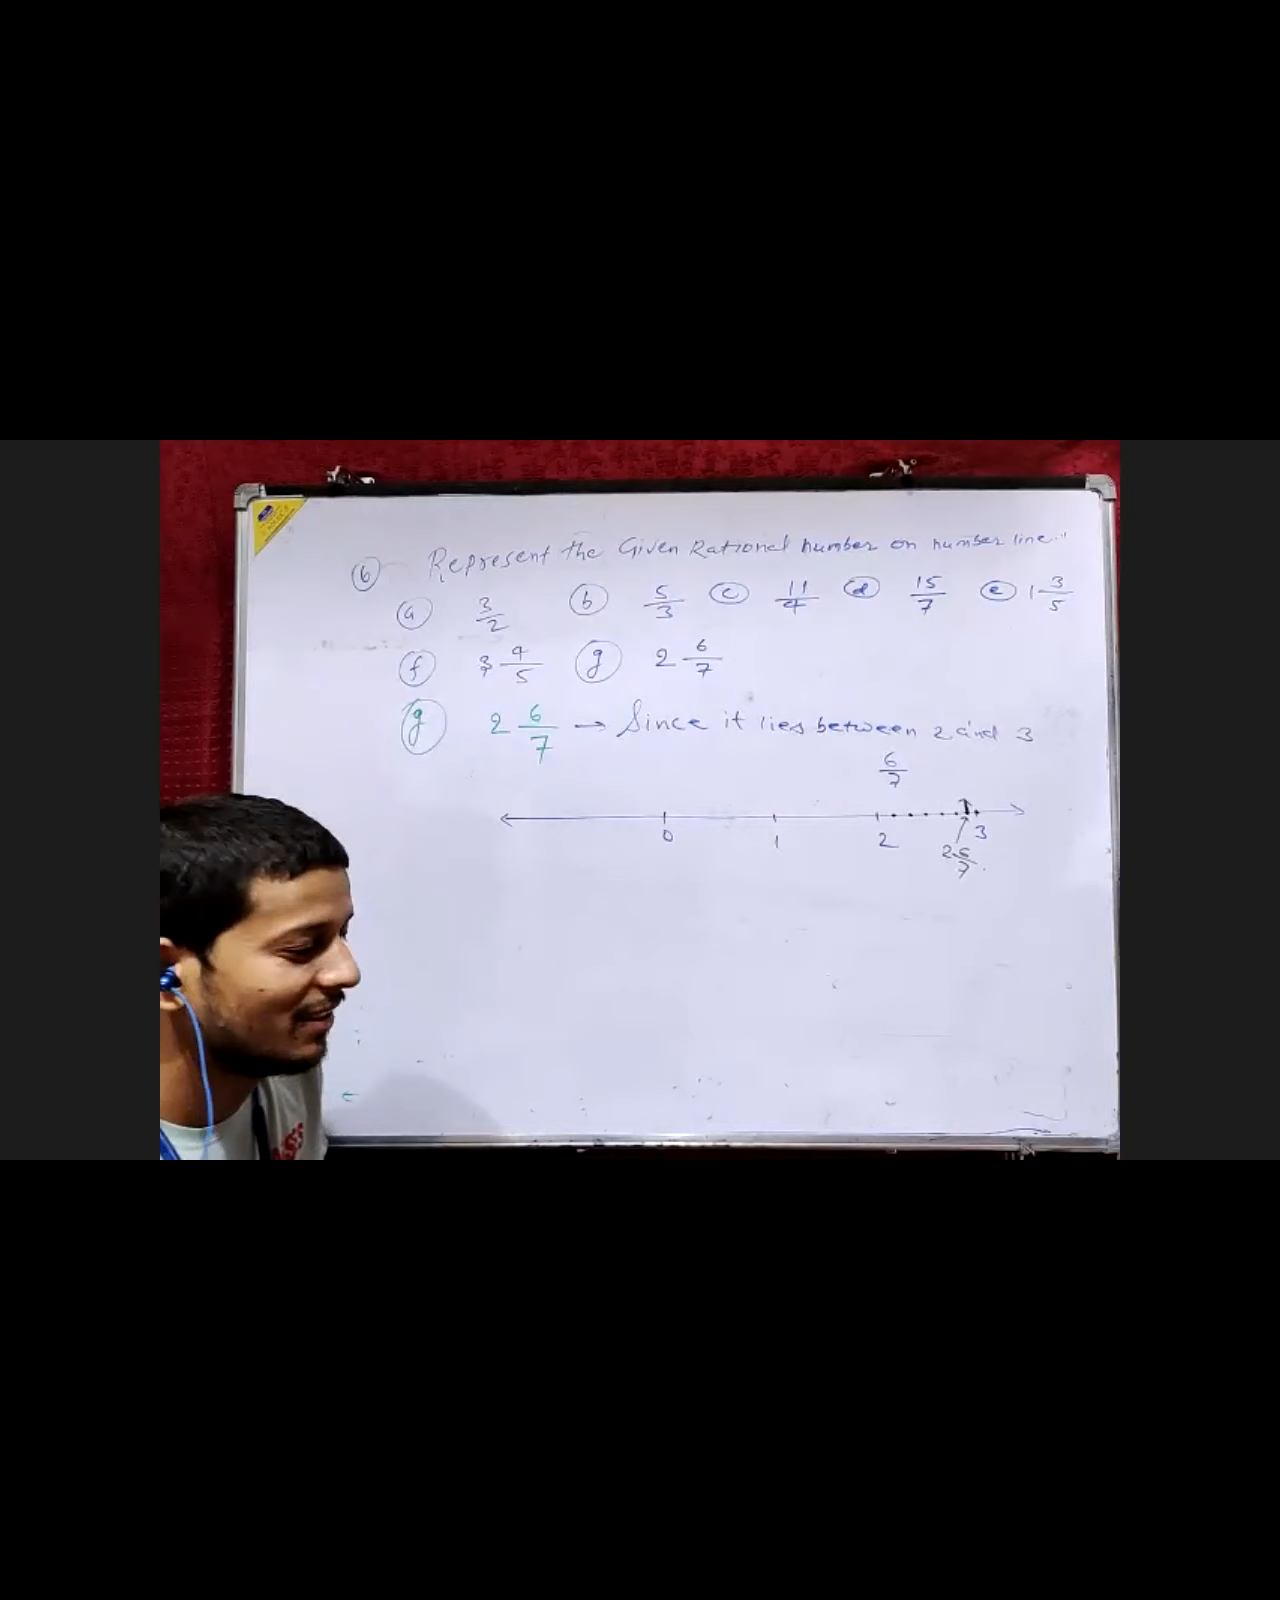 6 Represent the Given Rational number on number line.
a 3/2 b 5/3 c 11/4 d 15/7 e 1 3/5
f 3 4/5 g 2 6/7
g 2 6/7 → Since it lies between 2 and 3
6/7
0 1 2 3
2 6/7